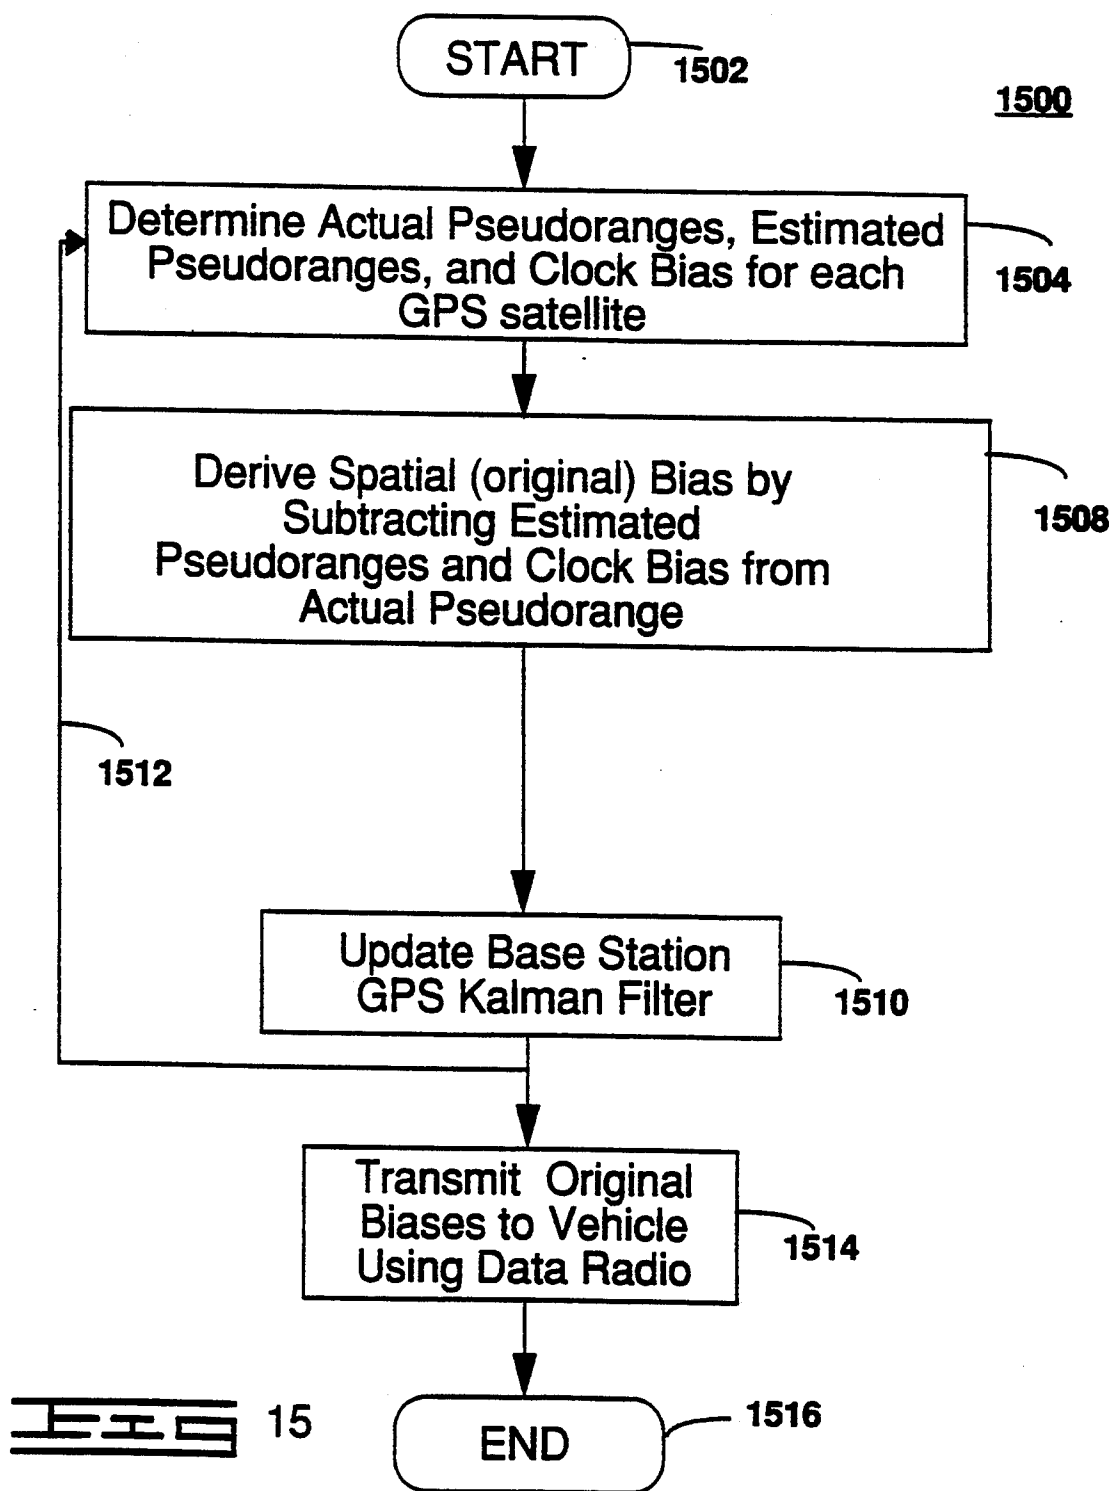 START
1502
1500
Determine Actual Pseudoranges, Estimated
Pseudoranges, and Clock Bias for each
GPS satellite
1504
Derive Spatial (original) Bias by
Subtracting Estimated
Pseudoranges and Clock Bias from
Actual Pseudorange
1508
1512
Update Base Station
GPS Kalman Filter
1510
Transmit Original
Biases to Vehicle
Using Data Radio
1514
END
1516
FIG 15